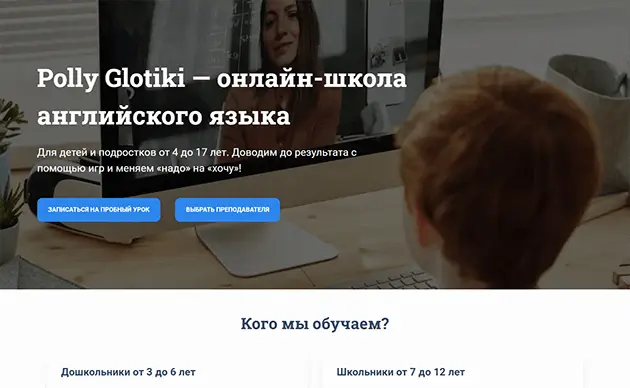 Polly Glotiki — онлайн-школа
английского языка
Для детей и подростков от 4 до 17 лет. Доводим до результата с
помощью игр и меняем «надо» на «хочу»!
ЗАПИСАТЬСЯ НА ПРОБНЫЙ УРОК
ВЫБРАТЬ ПРЕПОДАВАТЕЛЯ
Кого мы обучаем?
Дошкольники от 3 до 6 лет
Школьники от 7 до 12 лет